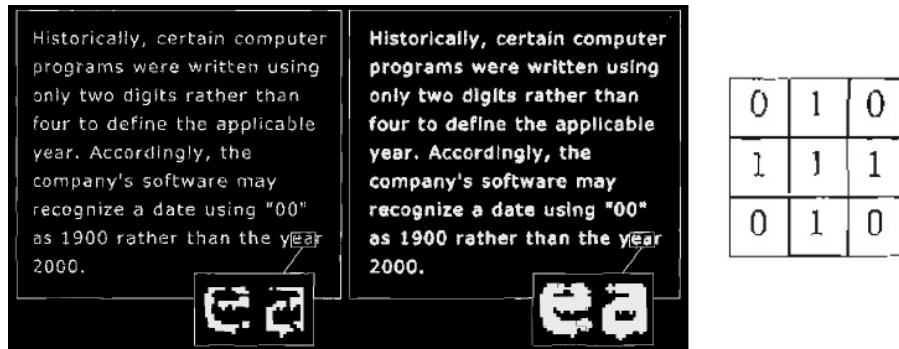 Historically, certain computer
programs were written using
only two digits rather than
four to define the applicable
year. Accordingly, the
company's software may
recognize a date using "00"
as 1900 rather than the year
2000.
ea
Historically, certain computer
programs were written using
only two digits rather than
four to define the applicable
year. Accordingly, the
company's software may
recognize a date using "00"
as 1900 rather than the year
2000.
ea
0 1 0
1 1 1
0 1 0